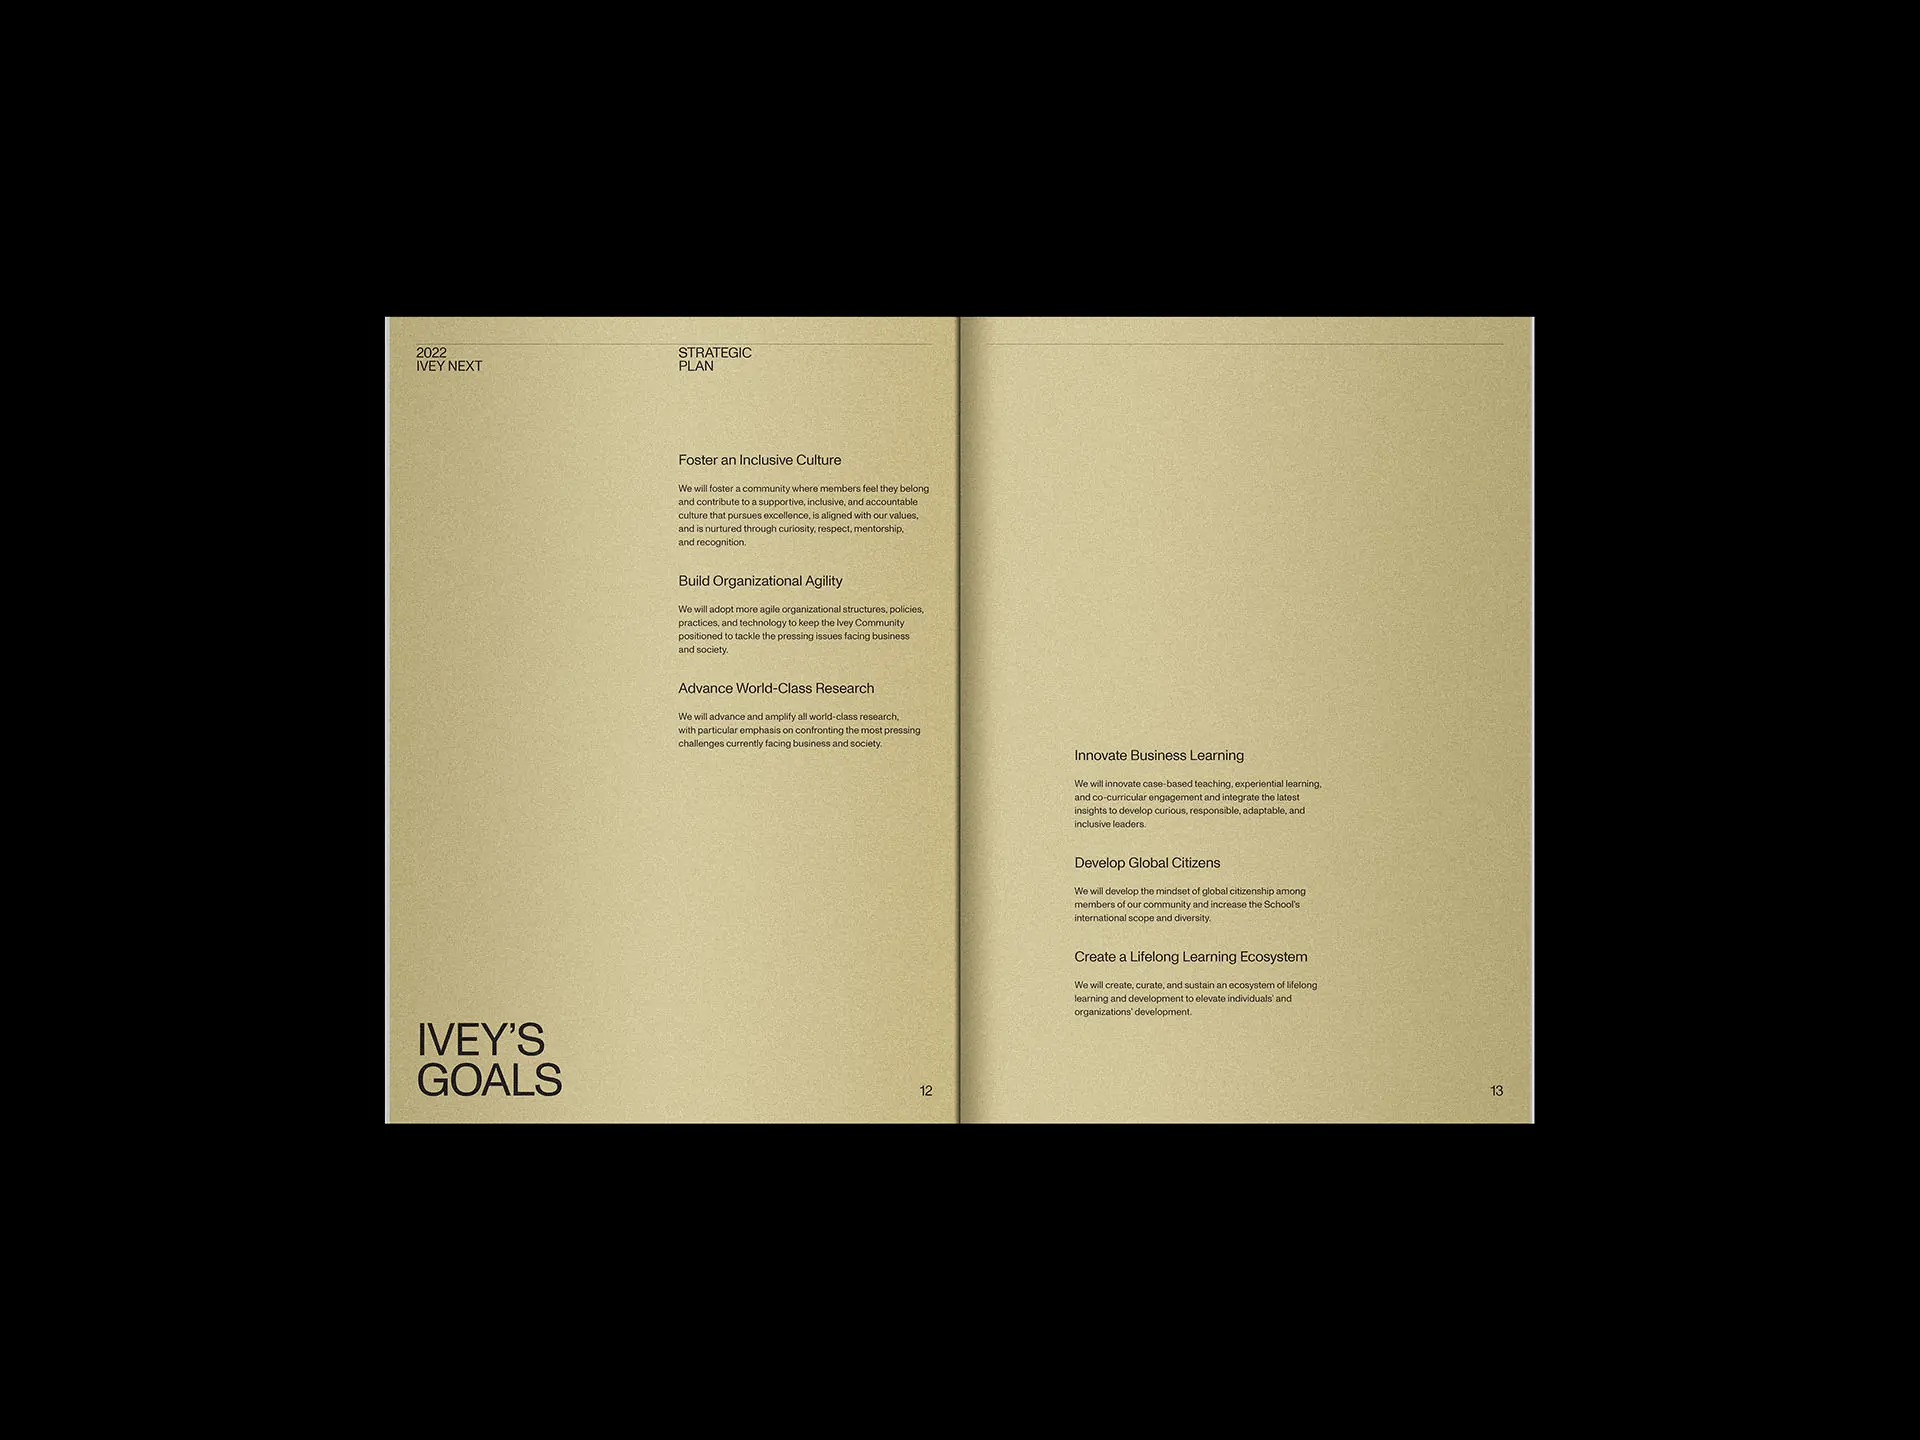 2022
IVEY NEXT
STRATEGIC
PLAN
Foster an Inclusive Culture
We will foster a community where members feel they belong
and contribute to a supportive, inclusive, and accountable
culture that pursues excellence, is aligned with our values,
and is nurtured through curiosity, respect, mentorship,
and recognition.
Build Organizational Agility
We will adopt more agile organizational structures, policies,
practices, and technology to keep the Ivey Community
positioned to tackle the pressing issues facing business
and society.
Advance World-Class Research
We will advance and amplify all world-class research,
with particular emphasis on confronting the most pressing
challenges currently facing business and society.
IVEY’S
GOALS
12
Innovate Business Learning
We will innovate case-based teaching, experiential learning,
and co-curricular engagement and integrate the latest
insights to develop curious, responsible, adaptable, and
inclusive leaders.
Develop Global Citizens
We will develop the mindset of global citizenship among
members of our community and increase the School’s
international scope and diversity.
Create a Lifelong Learning Ecosystem
We will create, curate, and sustain an ecosystem of lifelong
learning and development to elevate individuals’ and
organizations’ development.
13